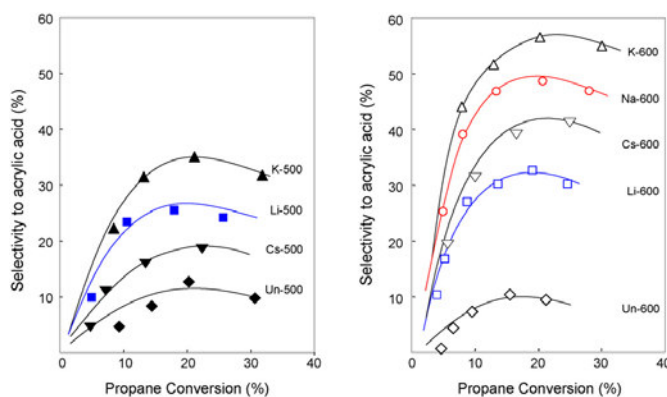 60
50
40
30
20
10
0
10
20
30
40
Selectivity to acrylic acid (%)
Propane Conversion (%)
K-500
Li-500
Cs-500
Un-500
60
50
40
30
20
10
0
10
20
30
40
Selectivity to acrylic acid (%)
Propane Conversion (%)
K-600
Na-600
Cs-600
Li-600
Un-600